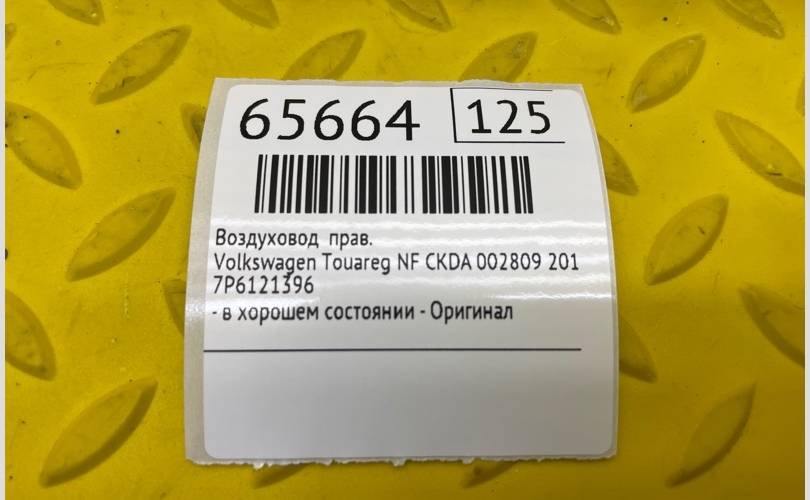 65664 125
Воздуховод прав.
Volkswagen Touareg NF CKDA 002809 201
7P6121396
- в хорошем состоянии - Оригинал